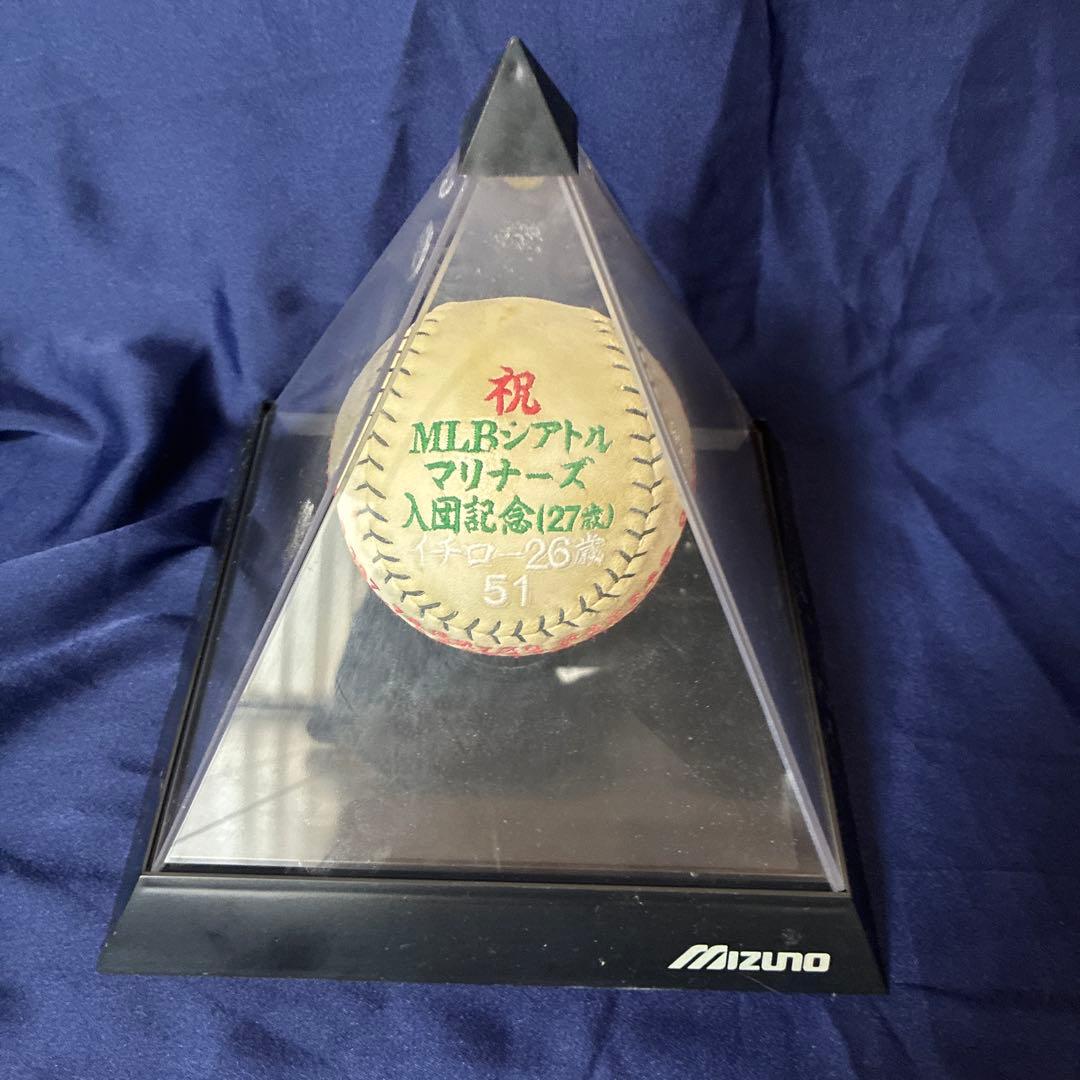 祝
MLBシアトル
マリナーズ
入団記念(27歳)
イチロー26歳
51
Mizuno